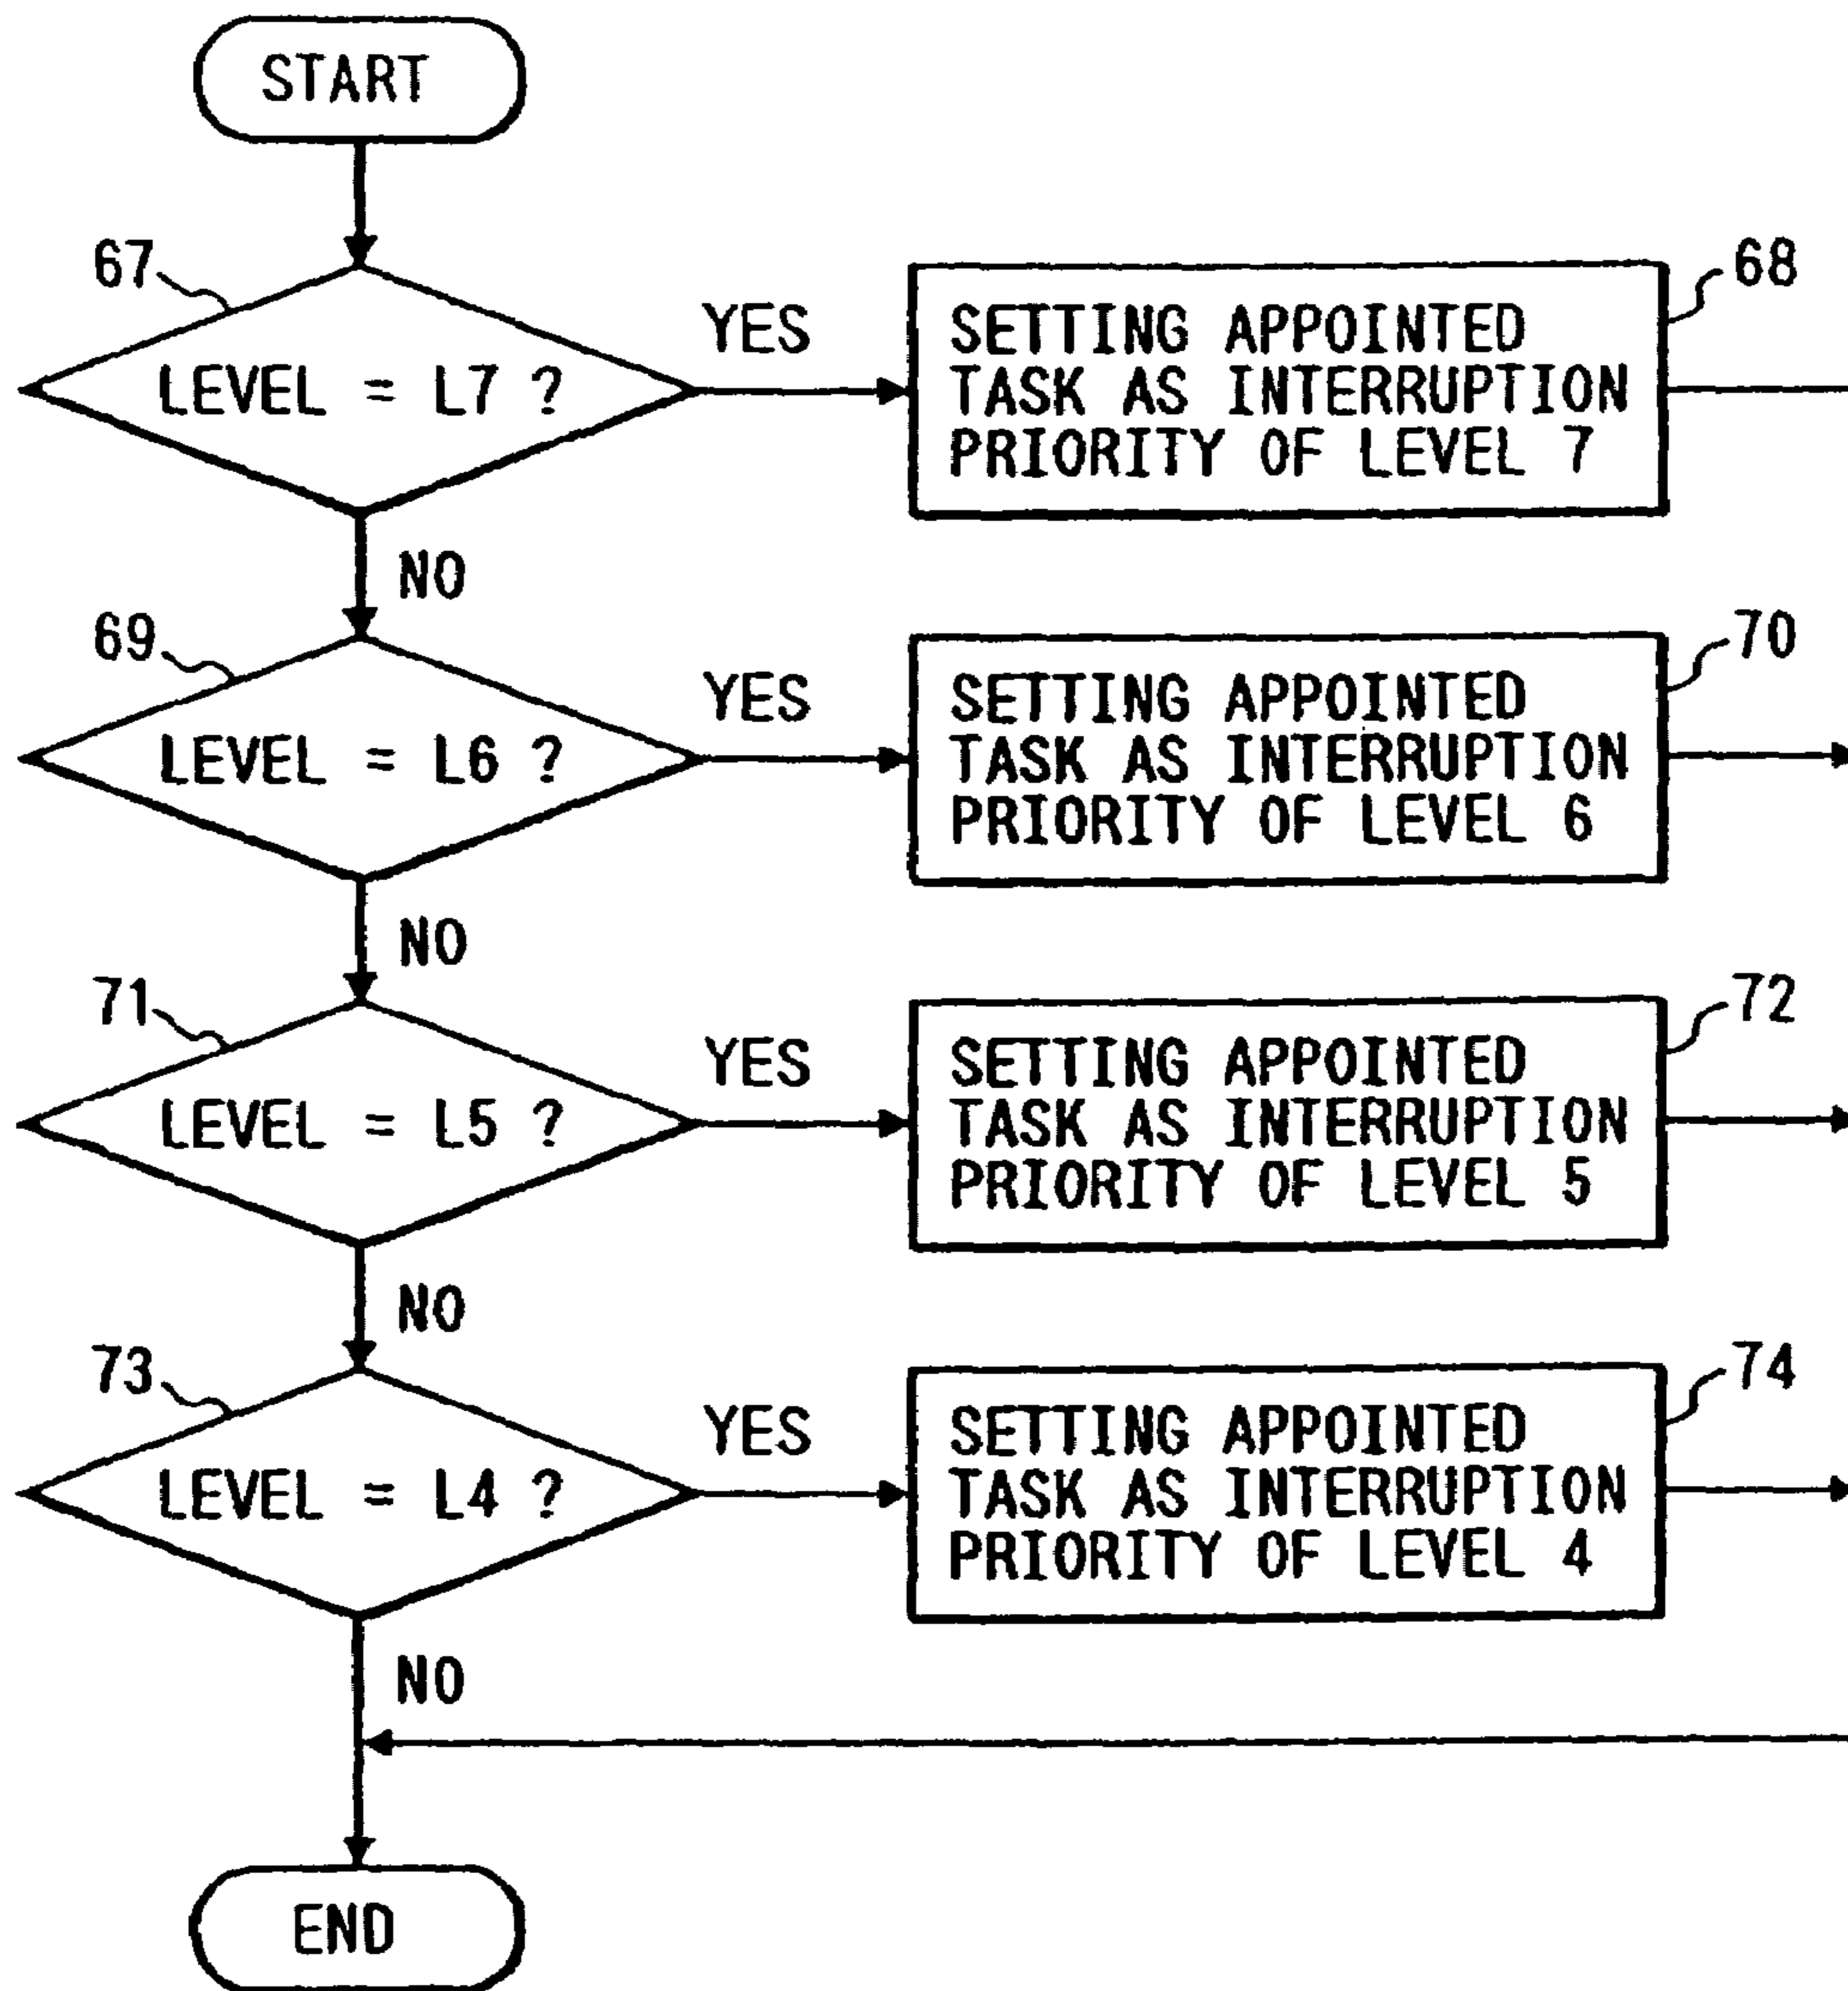 START
67
LEVEL = L7 ?
YES
SETTING APPOINTED
TASK AS INTERRUPTION
PRIORITY OF LEVEL 7
68
NO
69
LEVEL = L6 ?
YES
SETTING APPOINTED
TASK AS INTERRUPTION
PRIORITY OF LEVEL 6
70
NO
71
LEVEL = L5 ?
YES
SETTING APPOINTED
TASK AS INTERRUPTION
PRIORITY OF LEVEL 5
72
NO
73
LEVEL = L4 ?
YES
SETTING APPOINTED
TASK AS INTERRUPTION
PRIORITY OF LEVEL 4
74
NO
END